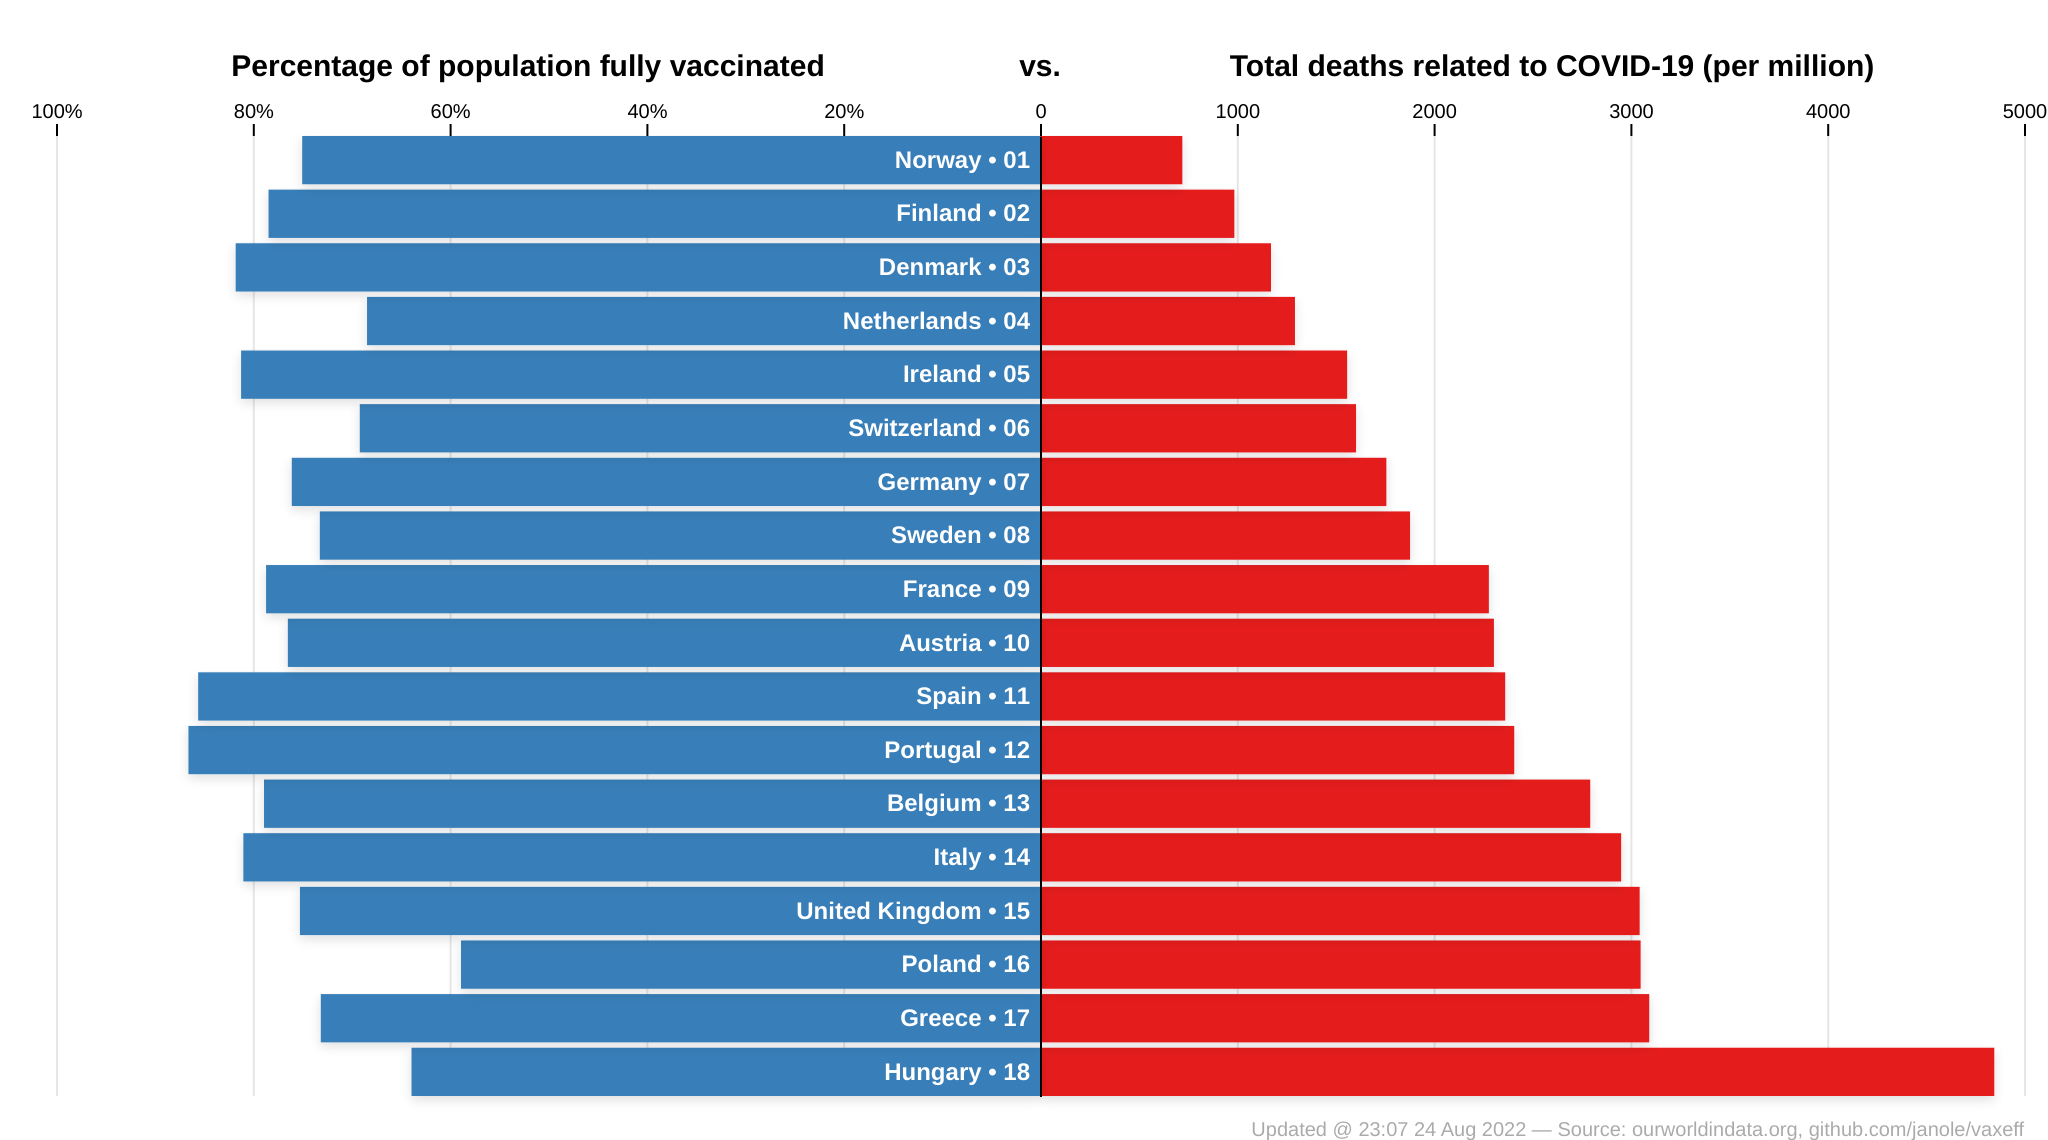 Percentage of population fully vaccinated vs. Total deaths related to COVID-19 (per million)
100% 80% 60% 40% 20% 0 1000 2000 3000 4000 5000
Norway • 01
Finland • 02
Denmark • 03
Netherlands • 04
Ireland • 05
Switzerland • 06
Germany • 07
Sweden • 08
France • 09
Austria • 10
Spain • 11
Portugal • 12
Belgium • 13
Italy • 14
United Kingdom • 15
Poland • 16
Greece • 17
Hungary • 18
Updated @ 23:07 24 Aug 2022 — Source: ourworldindata.org, github.com/janole/vaxeff